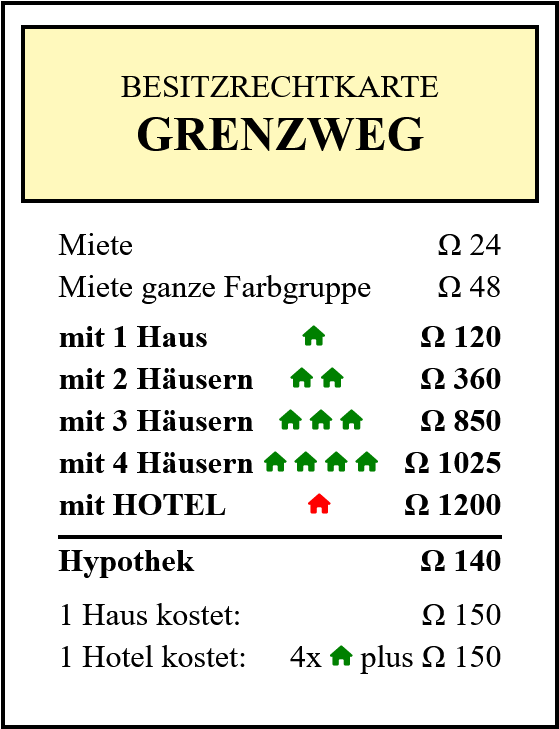 BESITZRECHTKARTE
GRENZWEG
Miete Ω 24
Miete ganze Farbgruppe Ω 48
mit 1 Haus Ω 120
mit 2 Häusern Ω 360
mit 3 Häusern Ω 850
mit 4 Häusern Ω 1025
mit HOTEL Ω 1200
Hypothek Ω 140
1 Haus kostet: Ω 150
1 Hotel kostet: 4x plus Ω 150